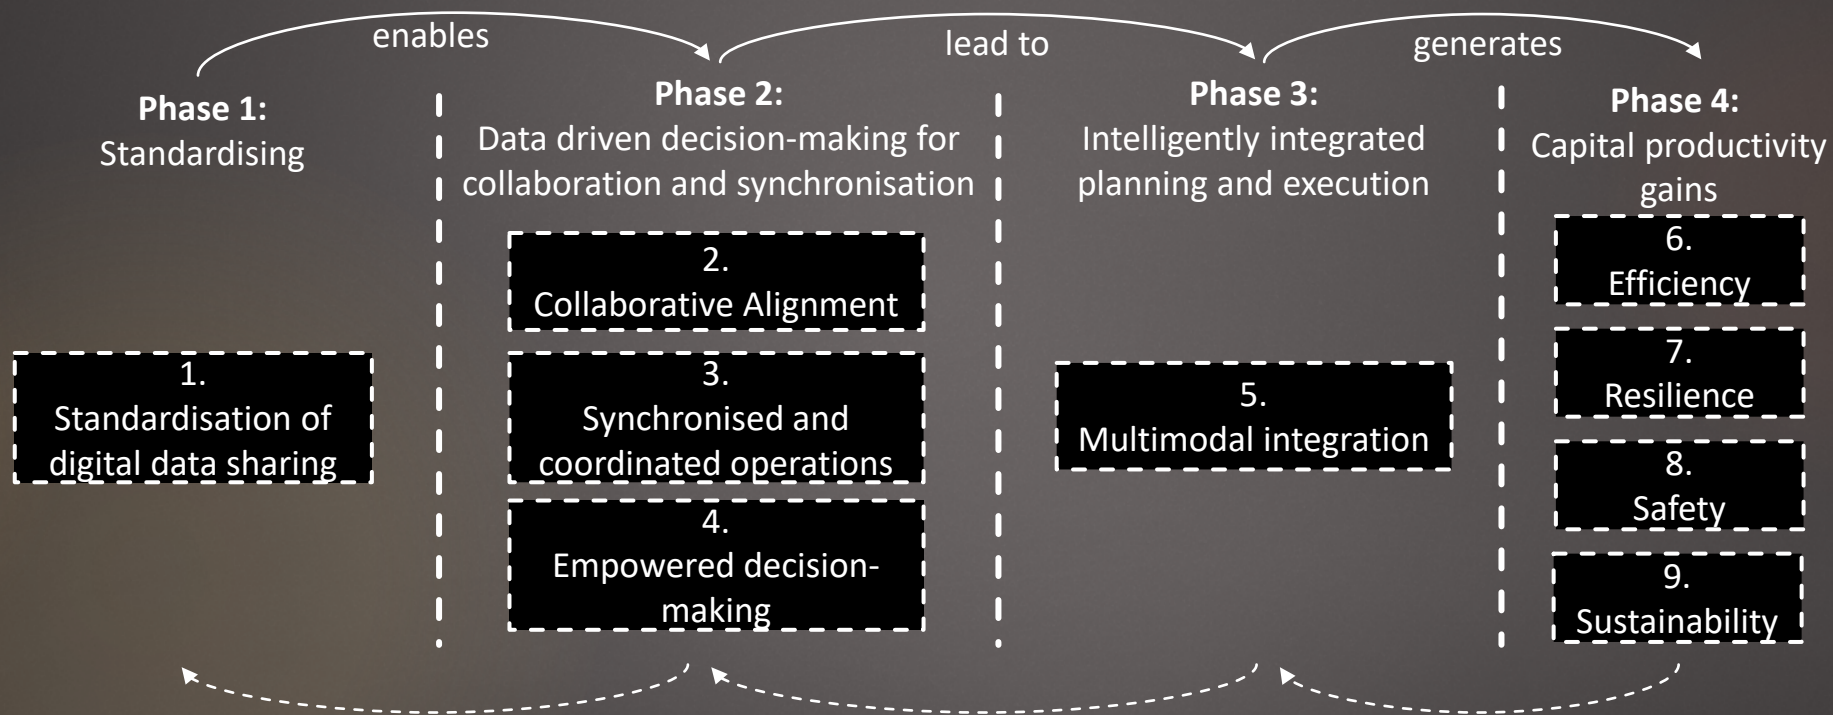 enables
lead to
generates
Phase 1:
Standardising
Phase 2:
Data driven decision-making for
collaboration and synchronisation
Phase 3:
Intelligently integrated
planning and execution
Phase 4:
Capital productivity
gains
1.
Standardisation of
digital data sharing
2.
Collaborative Alignment
3.
Synchronised and
coordinated operations
4.
Empowered decision-
making
5.
Multimodal integration
6.
Efficiency
7.
Resilience
8.
Safety
9.
Sustainability